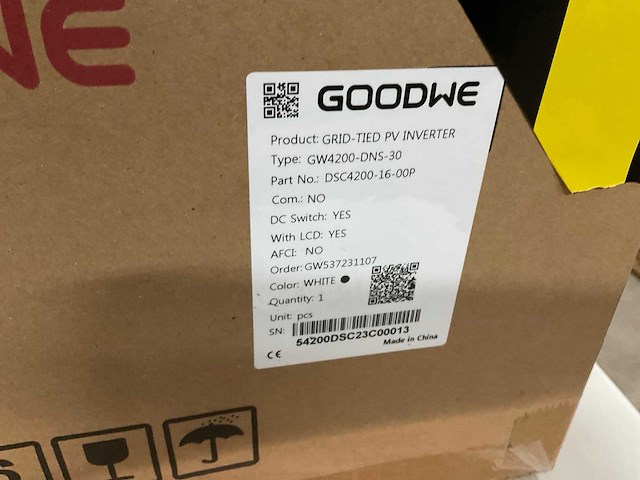 WE
GOODWE
Product: GRID-TIED PV INVERTER
Type: GW4200-DNS-30
Part No.: DSC4200-16-00P
Com.: NO
DC Switch: YES
With LCD: YES
AFCI: NO
Order: GW537231107
Color: WHITE
Quantity: 1
Unit: pcs
SN:
54200DSC23C00013
CE
Made in China